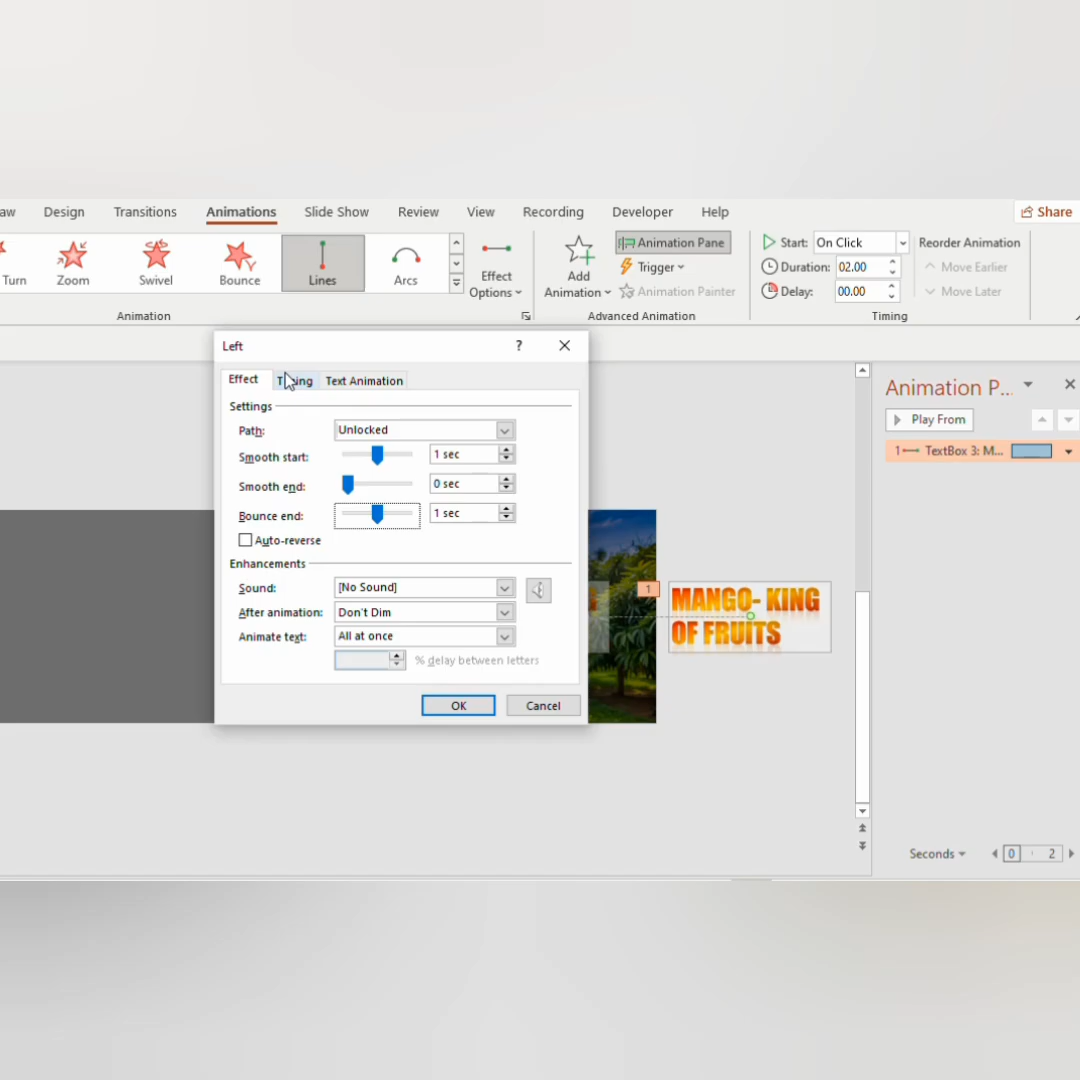 aw Design Transitions Animations Slide Show Review View Recording Developer Help Share
Turn Zoom Swivel Bounce Lines Arcs
Effect Options
Add Animation
Animation Pane
Trigger
Animation Painter
Start: On Click
Duration: 02.00
Delay: 00.00
Reorder Animation
Move Earlier
Move Later
Animation Advanced Animation Timing
Left ?
Effect Timing Text Animation
Settings
Path: Unlocked
Smooth start: 1 sec
Smooth end: 0 sec
Bounce end: 1 sec
Auto-reverse
Enhancements
Sound: [No Sound]
After animation: Don't Dim
Animate text: All at once
% delay between letters
OK Cancel
1
MANGO- KING
OF FRUITS
Animation P...
Play From
1 TextBox 3: M...
Seconds 0 2